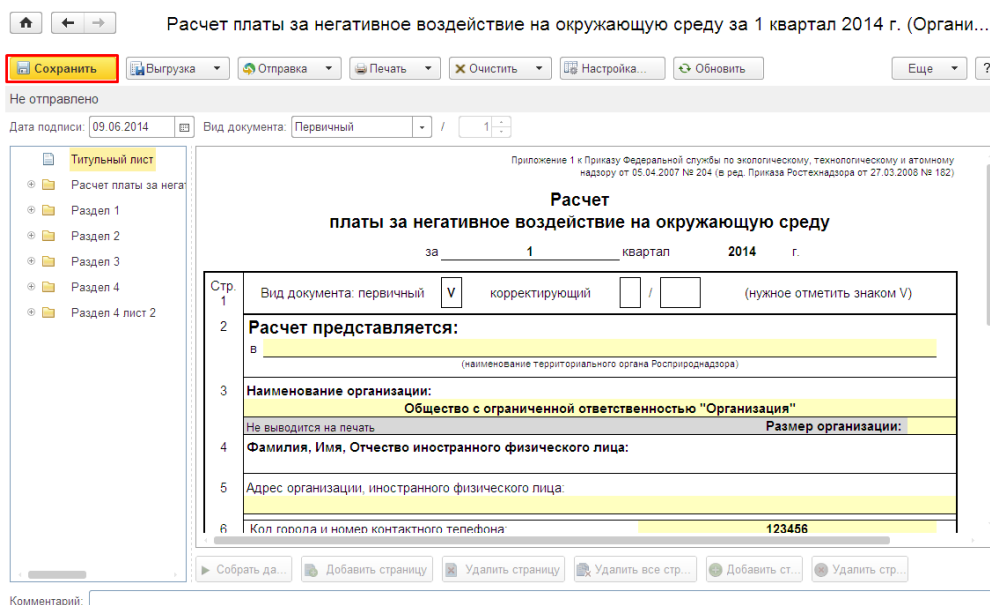 Расчет платы за негативное воздействие на окружающую среду за 1 квартал 2014 г. (Органи...
Сохранить Выгрузка Отправка Печать Очистить Настройка... Обновить Еще ?
Не отправлено
Дата подписи: 09.06.2014 Вид документа: Первичный / 1
Титульный лист
Расчет платы за нега
Раздел 1
Раздел 2
Раздел 3
Раздел 4
Раздел 4 лист 2
Приложение 1 к Приказу Федеральной службы по экологическому, технологическому и атомному
надзору от 05.04.2007 № 204 (в ред. Приказа Ростехнадзора от 27.03.2008 № 182)
Расчет
платы за негативное воздействие на окружающую среду
за 1 квартал 2014 г.
Стр. 1 Вид документа: первичный V корректирующий / (нужное отметить знаком V)
2 Расчет представляется:
в
(наименование территориального органа Росприроднадзора)
3 Наименование организации:
Общество с ограниченной ответственностью "Организация"
Не выводится на печать Размер организации:
4 Фамилия, Имя, Отчество иностранного физического лица:
5 Адрес организации, иностранного физического лица:
6 Код города и номер контактного телефона: 123456
Собрать да... Добавить страницу Удалить страницу Удалить все стр... Добавить ст... Удалить стр...
Комментарий: